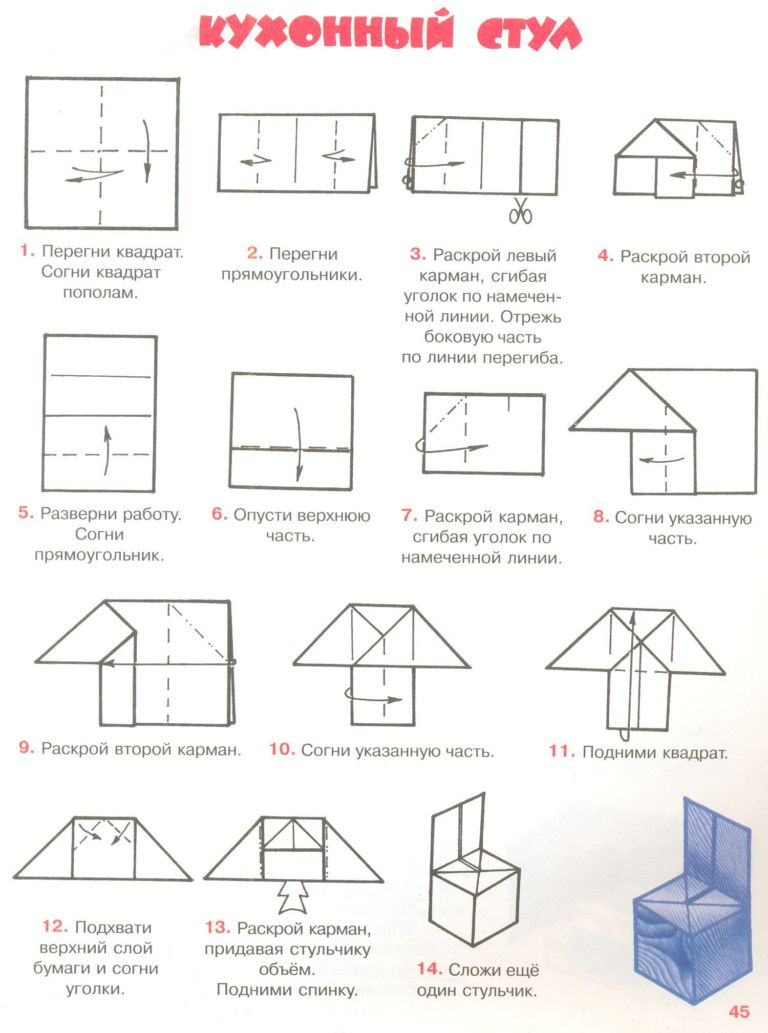 КУХОННЫЙ СТУЛ
1. Перегни квадрат.
Согни квадрат
пополам.
2. Перегни
прямоугольники.
3. Раскрой левый
карман, сгибая
уголок по намечен-
ной линии. Отрежь
боковую часть
по линии перегиба.
4. Раскрой второй
карман.
5. Разверни работу.
Согни
прямоугольник.
6. Опусти верхнюю
часть.
7. Раскрой карман,
сгибая уголок по
намеченной линии.
8. Согни указанную
часть.
9. Раскрой второй карман.
10. Согни указанную часть.
11. Подними квадрат.
12. Подхвати
верхний слой
бумаги и согни
уголки.
13. Раскрой карман,
придавая стульчику
объём.
Подними спинку.
14. Сложи ещё
один стульчик.
45